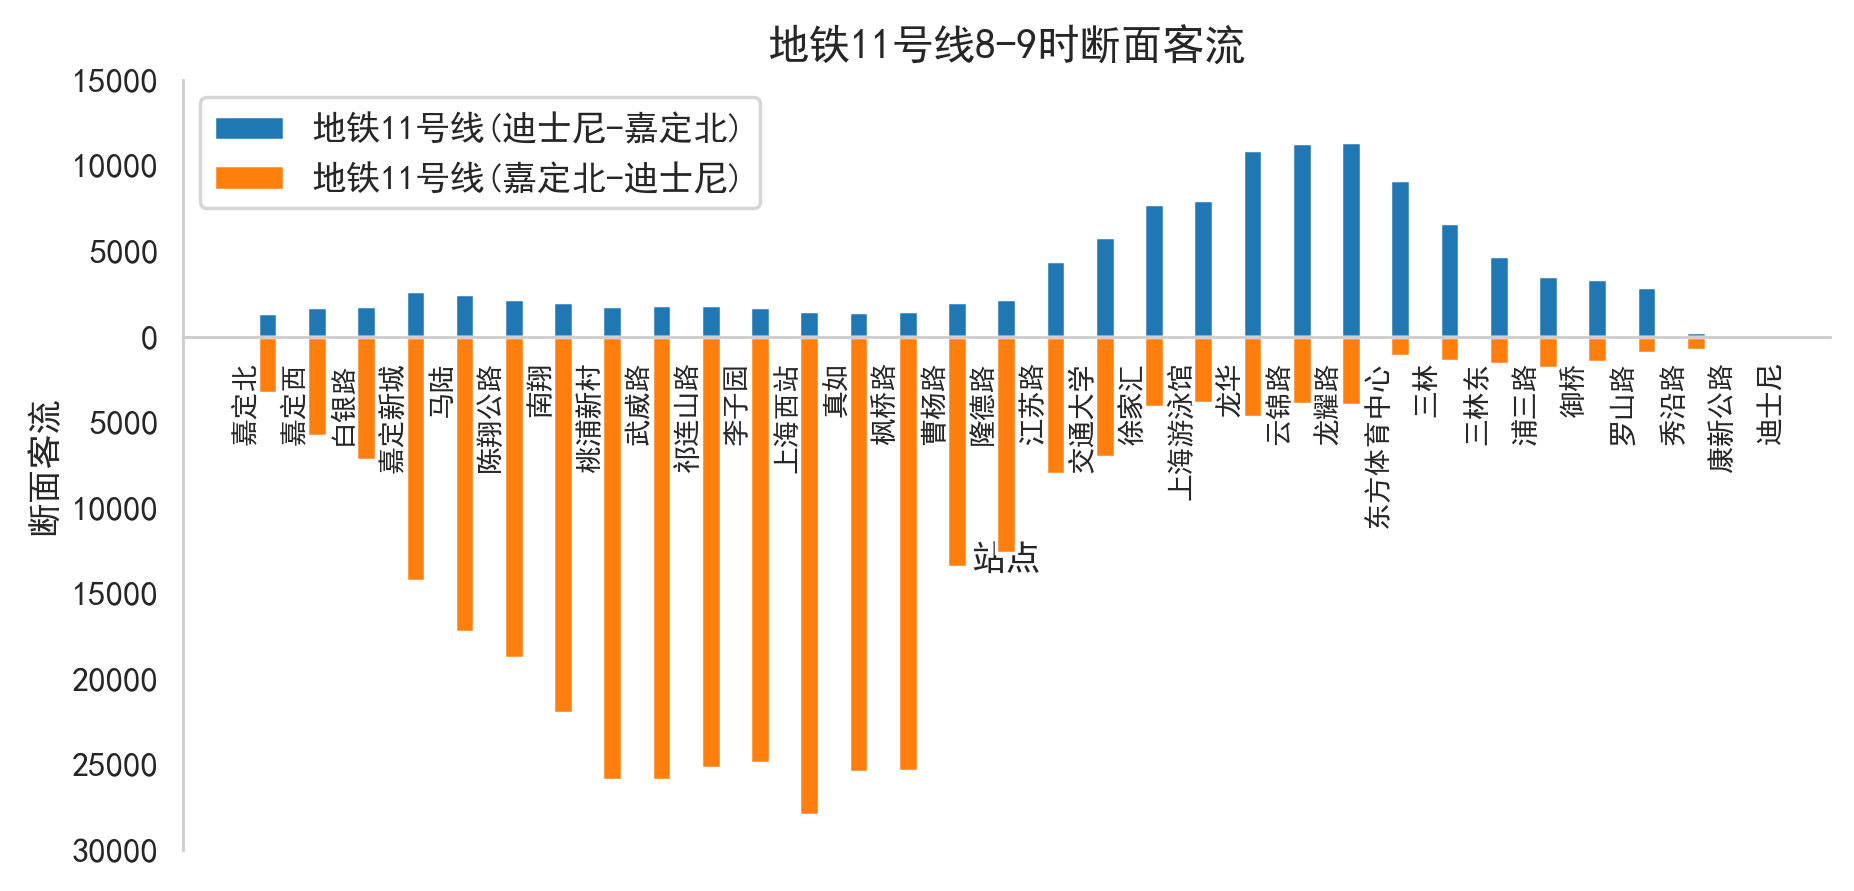 地铁11号线8-9时断面客流
15000
10000
5000
0
5000
10000
15000
20000
25000
30000
断面客流
地铁11号线(迪士尼-嘉定北)
地铁11号线(嘉定北-迪士尼)
嘉定北
嘉定西
白银路
嘉定新城
马陆
陈翔公路
南翔
桃浦新村
武威路
祁连山路
李子园
上海西站
真如
枫桥路
曹杨路
隆德路
江苏路
交通大学
徐家汇
上海游泳馆
龙华
云锦路
龙耀路
东方体育中心
三林
三林东
浦三路
御桥
罗山路
秀沿路
康新公路
迪士尼
站点